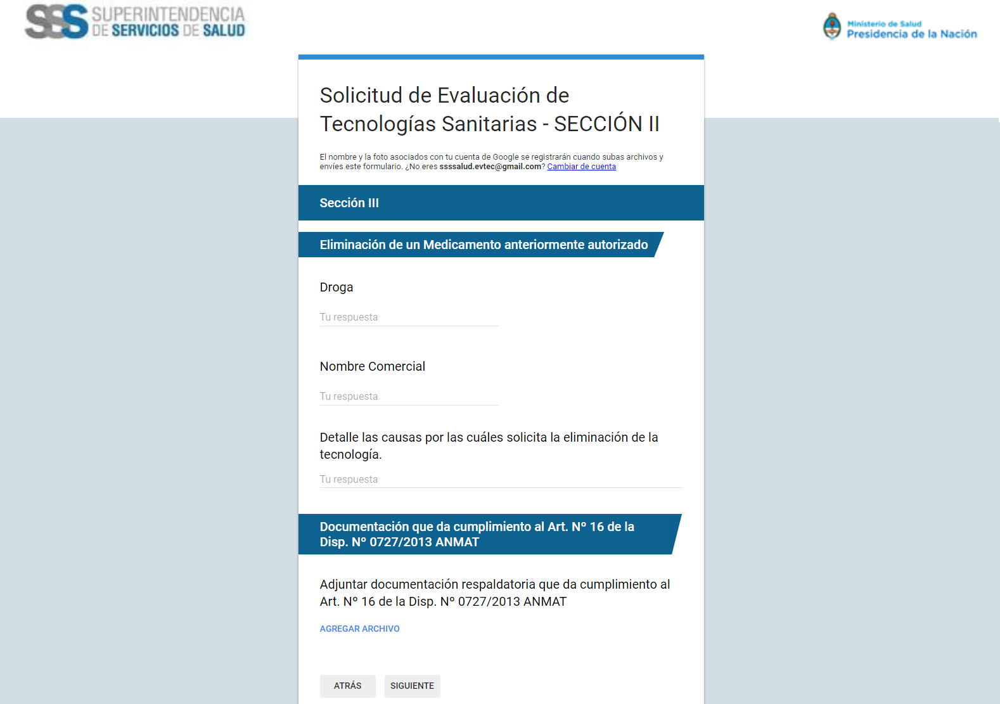 SSS SUPERINTENDENCIA
DE SERVICIOS DE SALUD
Ministerio de Salud
Presidencia de la Nación
Solicitud de Evaluación de
Tecnologías Sanitarias - SECCIÓN II
El nombre y la foto asociados con tu cuenta de Google se registrarán cuando subas archivos y
envíes este formulario. ¿No eres ssssalud.evtec@gmail.com? Cambiar de cuenta
Sección III
Eliminación de un Medicamento anteriormente autorizado
Droga
Tu respuesta
Nombre Comercial
Tu respuesta
Detalle las causas por las cuáles solicita la eliminación de la
tecnología.
Tu respuesta
Documentación que da cumplimiento al Art. Nº 16 de la
Disp. Nº 0727/2013 ANMAT
Adjuntar documentación respaldatoria que da cumplimiento al
Art. Nº 16 de la Disp. Nº 0727/2013 ANMAT
AGREGAR ARCHIVO
ATRÁS SIGUIENTE